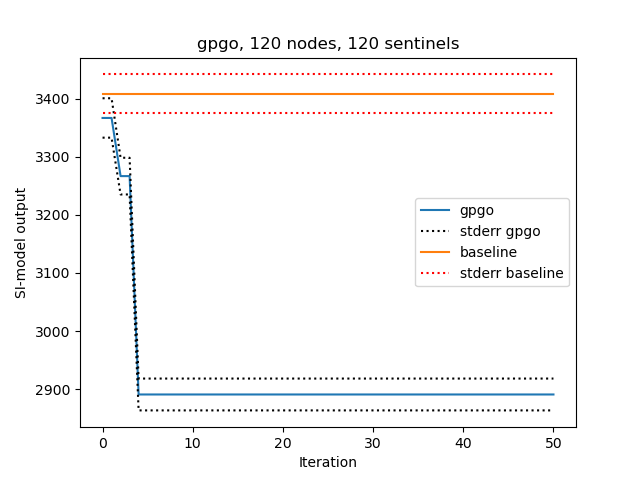 gpgo, 120 nodes, 120 sentinels
SI-model output
3400
3300
3200
3100
3000
2900
gpgo
stderr gpgo
baseline
stderr baseline
0 10 20 30 40 50
Iteration